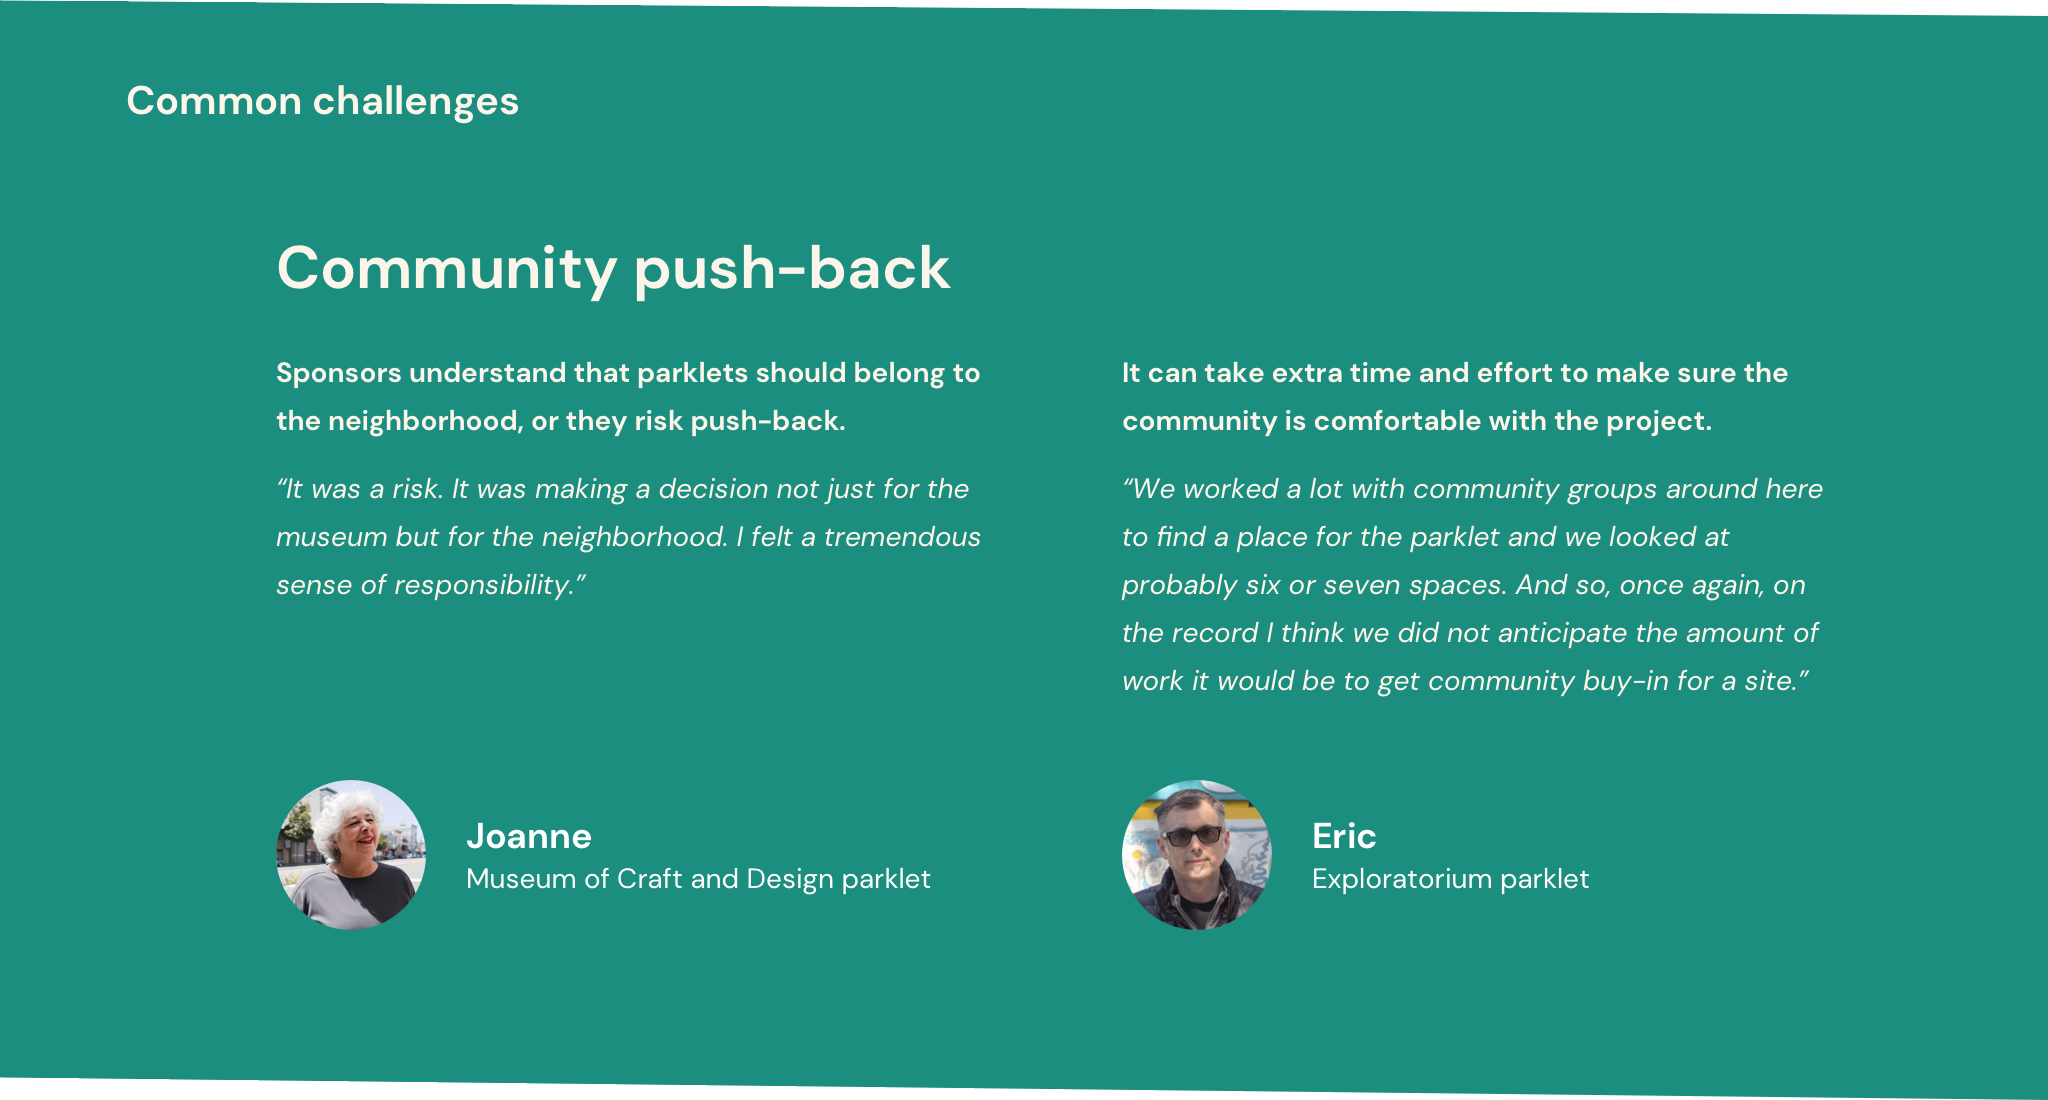 Common challenges
Community push-back
Sponsors understand that parklets should belong to
the neighborhood, or they risk push-back.
“It was a risk. It was making a decision not just for the
museum but for the neighborhood. I felt a tremendous
sense of responsibility.”
Joanne
Museum of Craft and Design parklet
It can take extra time and effort to make sure the
community is comfortable with the project.
“We worked a lot with community groups around here
to find a place for the parklet and we looked at
probably six or seven spaces. And so, once again, on
the record I think we did not anticipate the amount of
work it would be to get community buy-in for a site.”
Eric
Exploratorium parklet